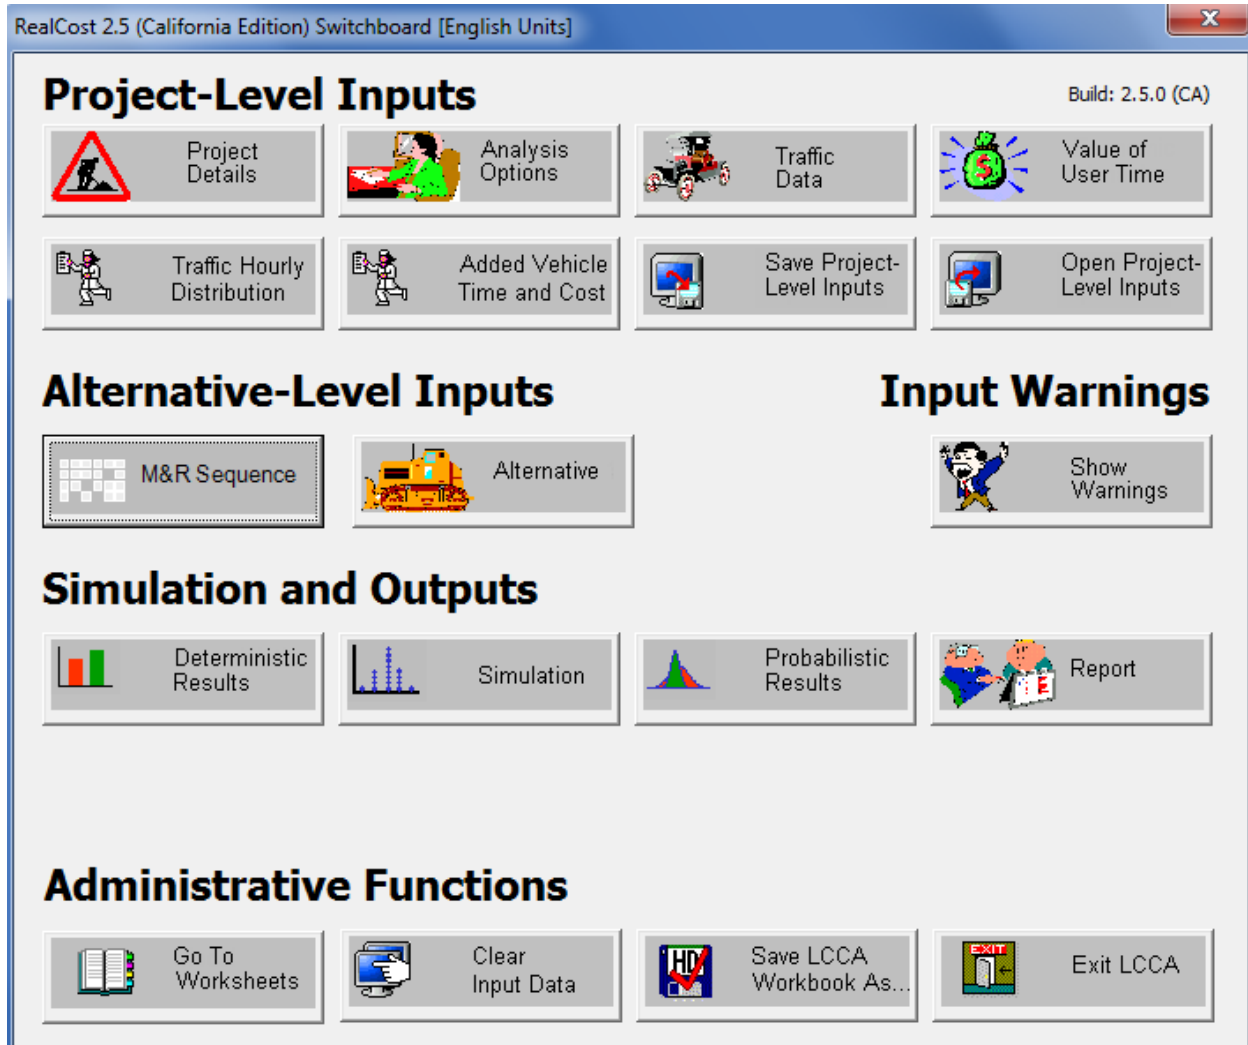 RealCost 2.5 (California Edition) Switchboard [English Units]
X
Project-Level Inputs
Build: 2.5.0 (CA)
Project
Details
Analysis
Options
Traffic
Data
Value of
User Time
Traffic Hourly
Distribution
Added Vehicle
Time and Cost
Save Project-
Level Inputs
Open Project-
Level Inputs
Alternative-Level Inputs
Input Warnings
M&R Sequence
Alternative
Show
Warnings
Simulation and Outputs
Deterministic
Results
Simulation
Probabilistic
Results
Report
Administrative Functions
Go To
Worksheets
Clear
Input Data
HD
Save LCCA
Workbook As...
EXIT
Exit LCCA